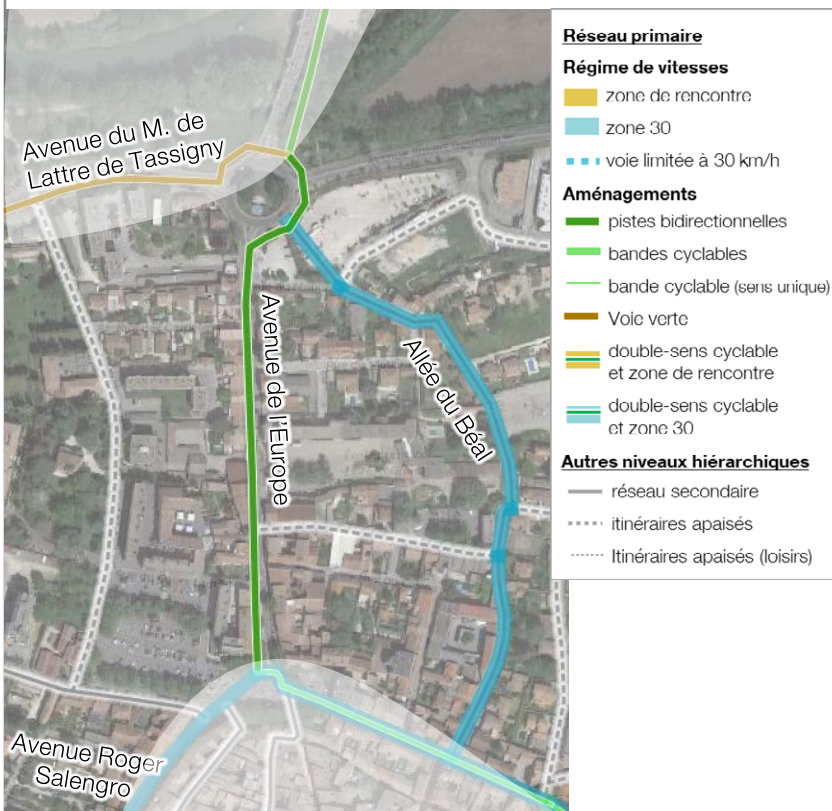 Avenue du M. de
Lattre de Tassigny
Avenue de l'Europe
Allée du Béal
Avenue Roger
Salengro
Réseau primaire
Régime de vitesses
zone de rencontre
zone 30
voie limitée à 30 km/h
Aménagements
pistes bidirectionnelles
bandes cyclables
bande cyclable (sens unique)
Voie verte
double-sens cyclable
et zone de rencontre
double-sens cyclable
et zone 30
Autres niveaux hiérarchiques
réseau secondaire
itinéraires apaisés
Itinéraires apaisés (loisirs)